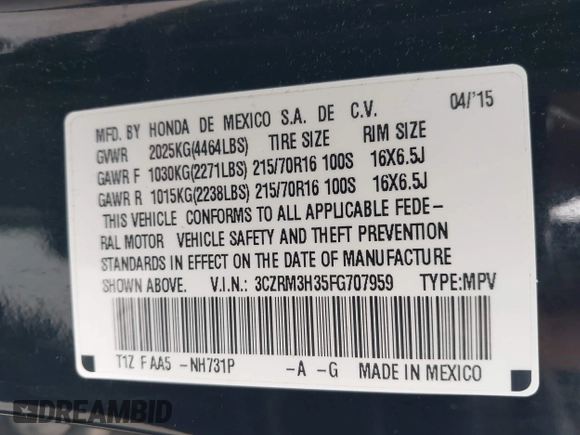 MFD. BY HONDA DE MEXICO S.A. DE C.V. 04/'15
GVWR 2025KG(4464LBS) TIRE SIZE RIM SIZE
GAWR F 1030KG(2271LBS) 215/70R16 100S 16X6.5J
GAWR R 1015KG(2238LBS) 215/70R16 100S 16X6.5J
THIS VEHICLE CONFORMS TO ALL APPLICABLE FEDE-
RAL MOTOR VEHICLE SAFETY AND THEFT PREVENTION
STANDARDS IN EFFECT ON THE DATE OF MANUFACTURE
SHOWN ABOVE. V.I.N.: 3CZRM3H35FG707959 TYPE:MPV
T1Z F AA5 -NH731P -A -G MADE IN MEXICO
DREAMBID